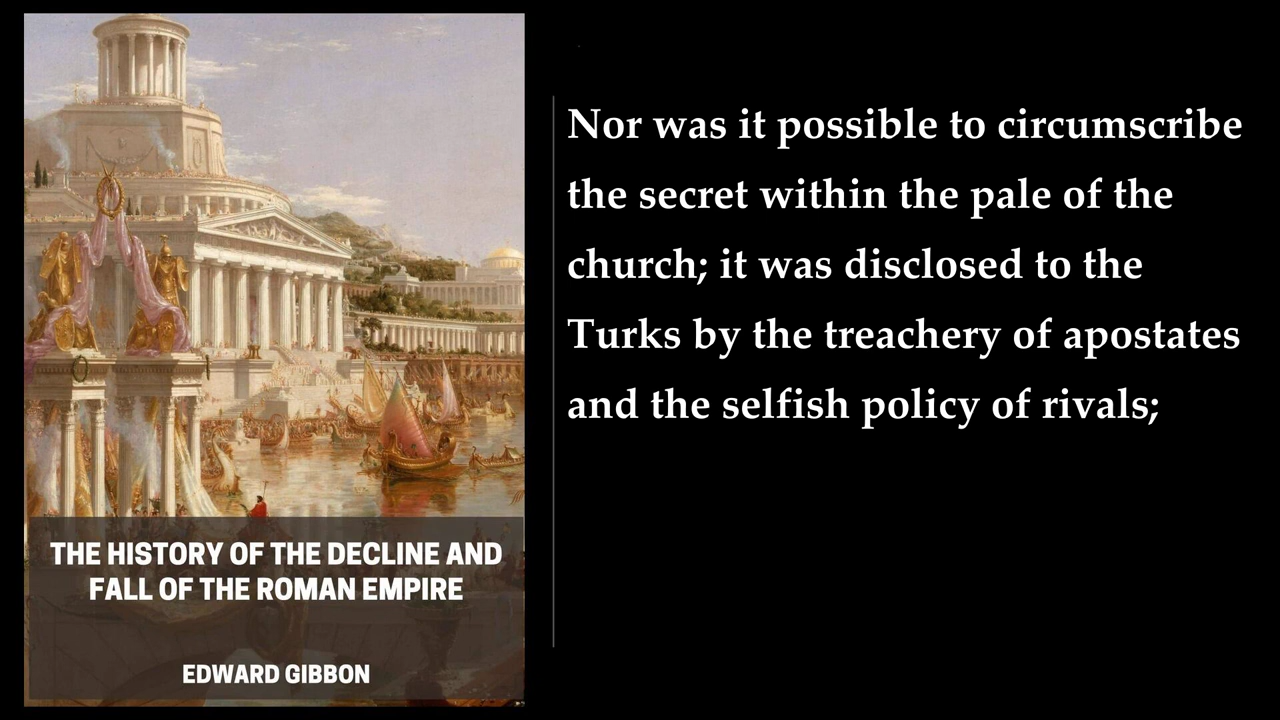 Nor was it possible to circumscribe
the secret within the pale of the
church; it was disclosed to the
Turks by the treachery of apostates
and the selfish policy of rivals;
THE HISTORY OF THE DECLINE AND
FALL OF THE ROMAN EMPIRE
EDWARD GIBBON